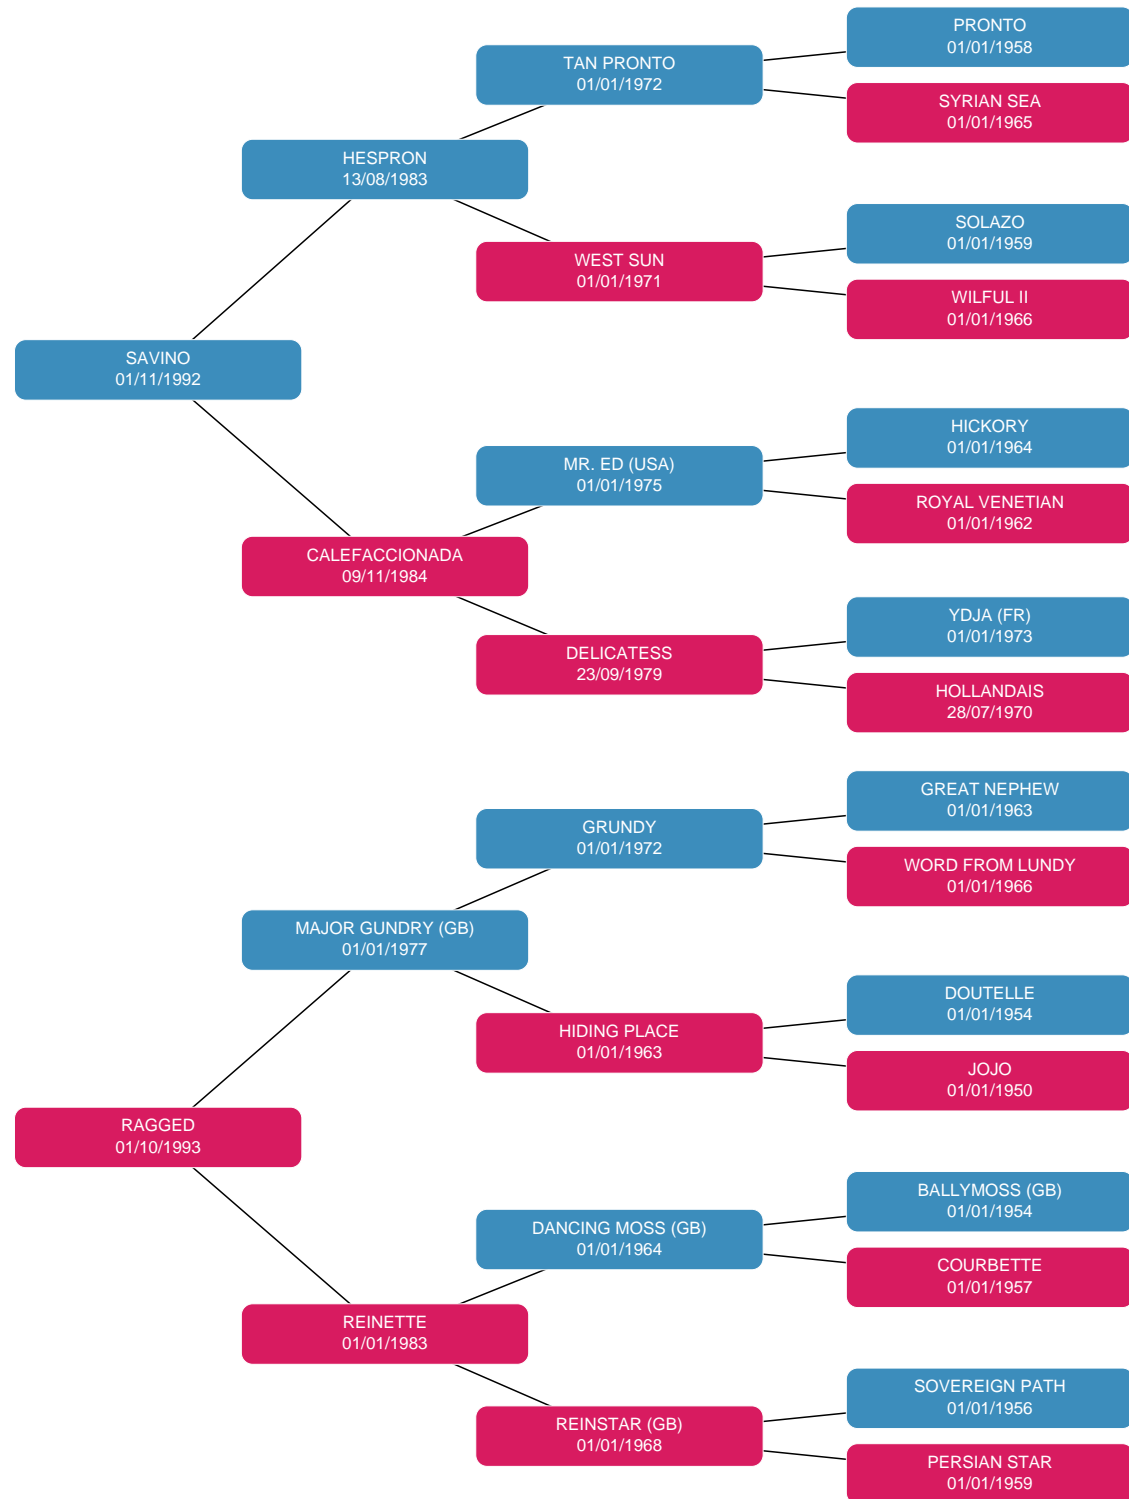 PRONTO
01/01/1958
TAN PRONTO
01/01/1972
SYRIAN SEA
01/01/1965
HESPRON
13/08/1983
SOLAZO
01/01/1959
WEST SUN
01/01/1971
WILFUL II
01/01/1966
SAVINO
01/11/1992
HICKORY
01/01/1964
MR. ED (USA)
01/01/1975
ROYAL VENETIAN
01/01/1962
CALEFACCIONADA
09/11/1984
YDJA (FR)
01/01/1973
DELICATESS
23/09/1979
HOLLANDAIS
28/07/1970
GREAT NEPHEW
01/01/1963
GRUNDY
01/01/1972
WORD FROM LUNDY
01/01/1966
MAJOR GUNDRY (GB)
01/01/1977
DOUTELLE
01/01/1954
HIDING PLACE
01/01/1963
JOJO
01/01/1950
RAGGED
01/10/1993
BALLYMOSS (GB)
01/01/1954
DANCING MOSS (GB)
01/01/1964
COURBETTE
01/01/1957
REINETTE
01/01/1983
SOVEREIGN PATH
01/01/1956
REINSTAR (GB)
01/01/1968
PERSIAN STAR
01/01/1959